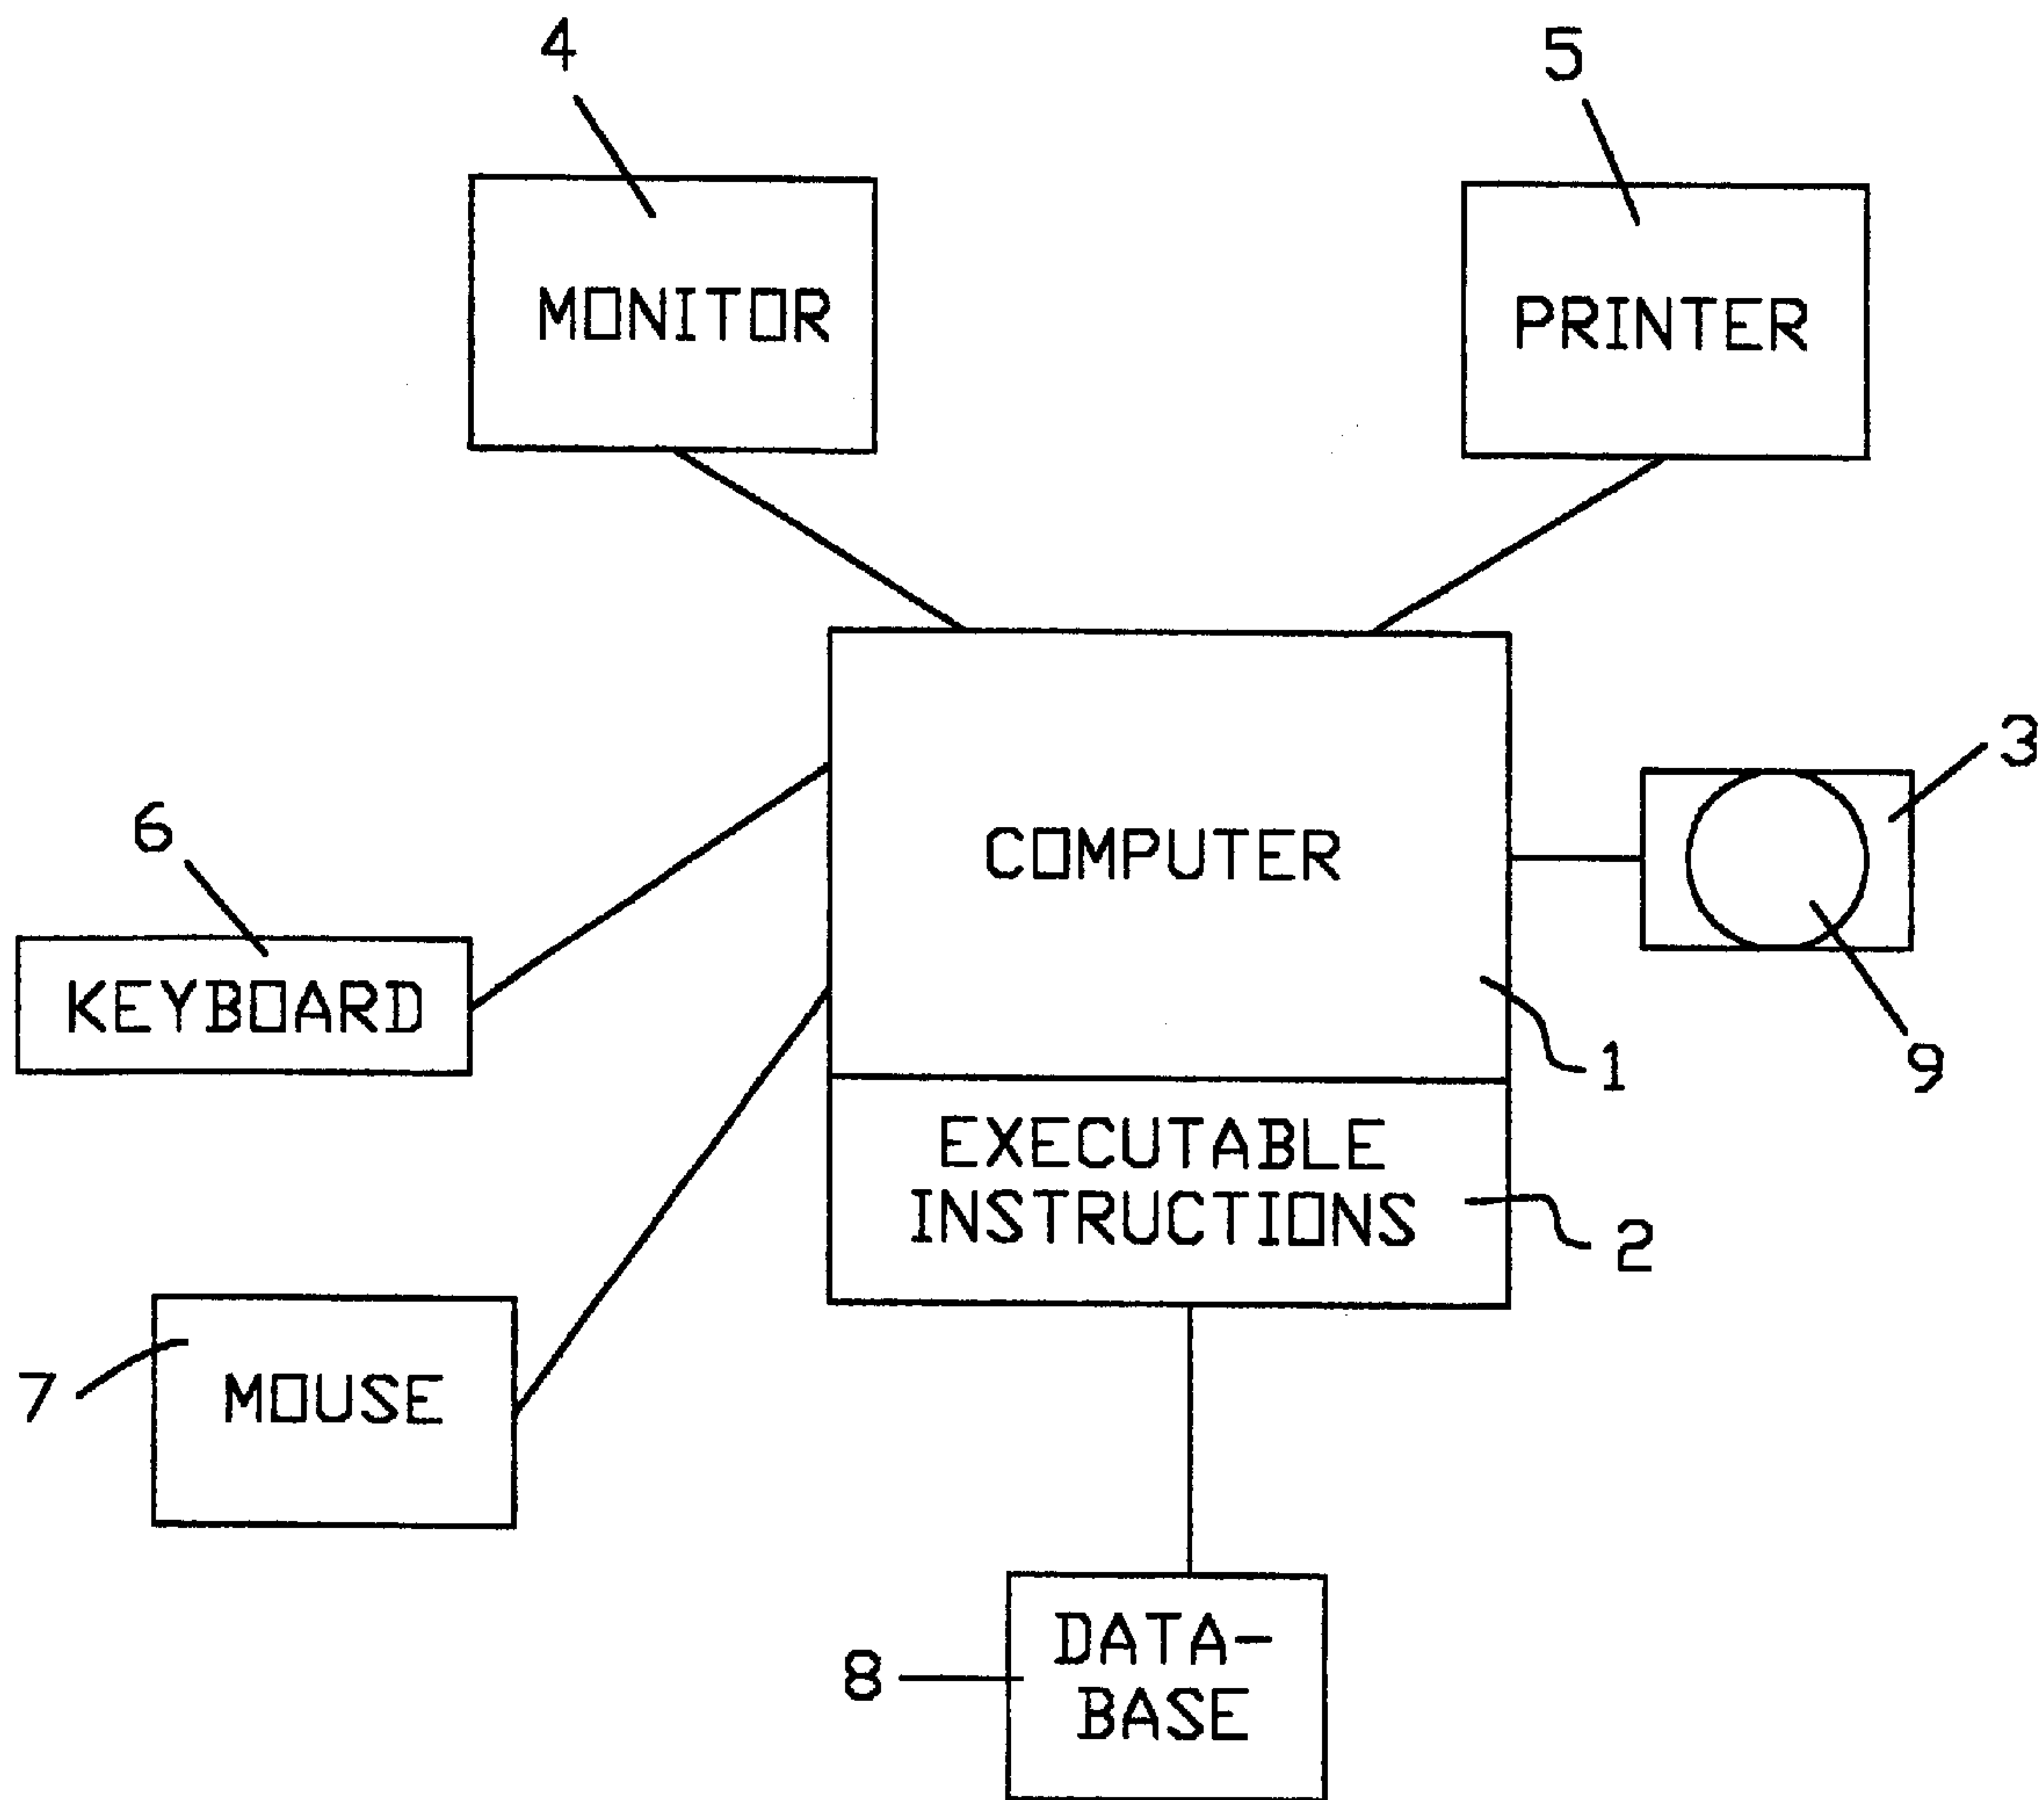 4
5
MONITOR
PRINTER
3
6
COMPUTER
KEYBOARD
1
9
EXECUTABLE
INSTRUCTIONS
2
7
MOUSE
8
DATA-
BASE